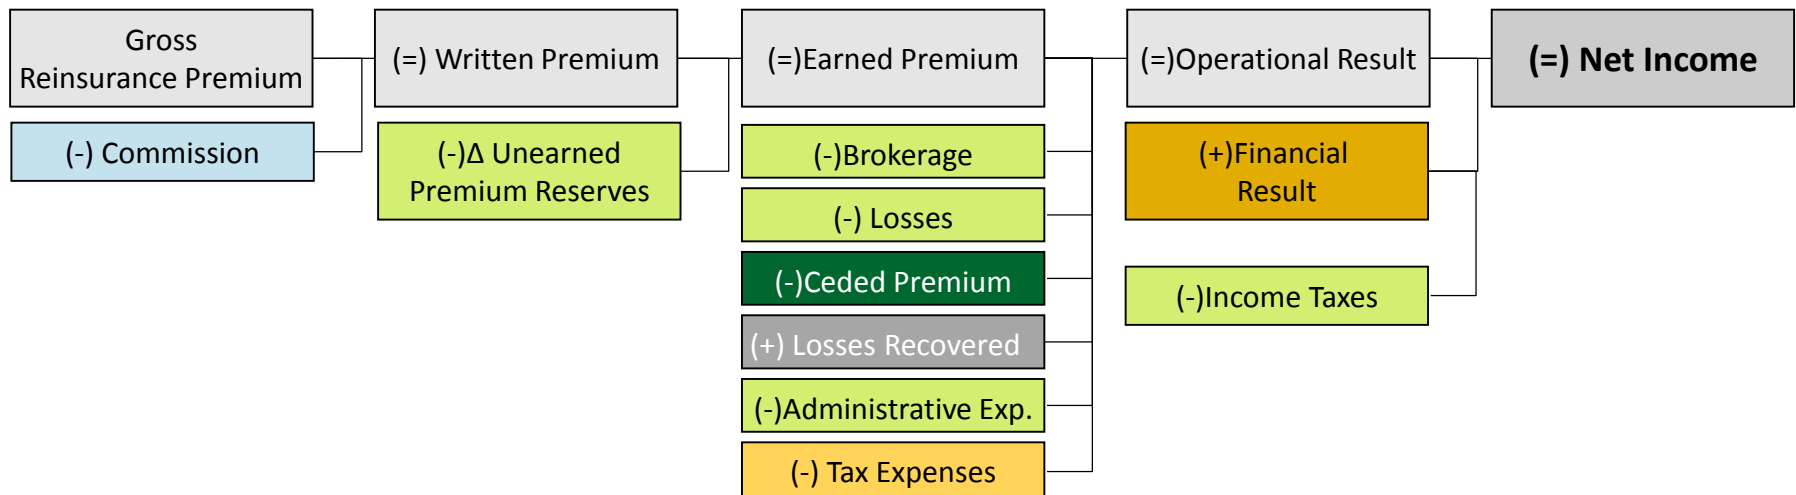 Gross
Reinsurance Premium
(-) Commission
(=) Written Premium
(-)Δ Unearned
Premium Reserves
(=)Earned Premium
(-)Brokerage
(-) Losses
(-)Ceded Premium
(+) Losses Recovered
(-)Administrative Exp.
(-) Tax Expenses
(=)Operational Result
(+)Financial
Result
(-)Income Taxes
(=) Net Income